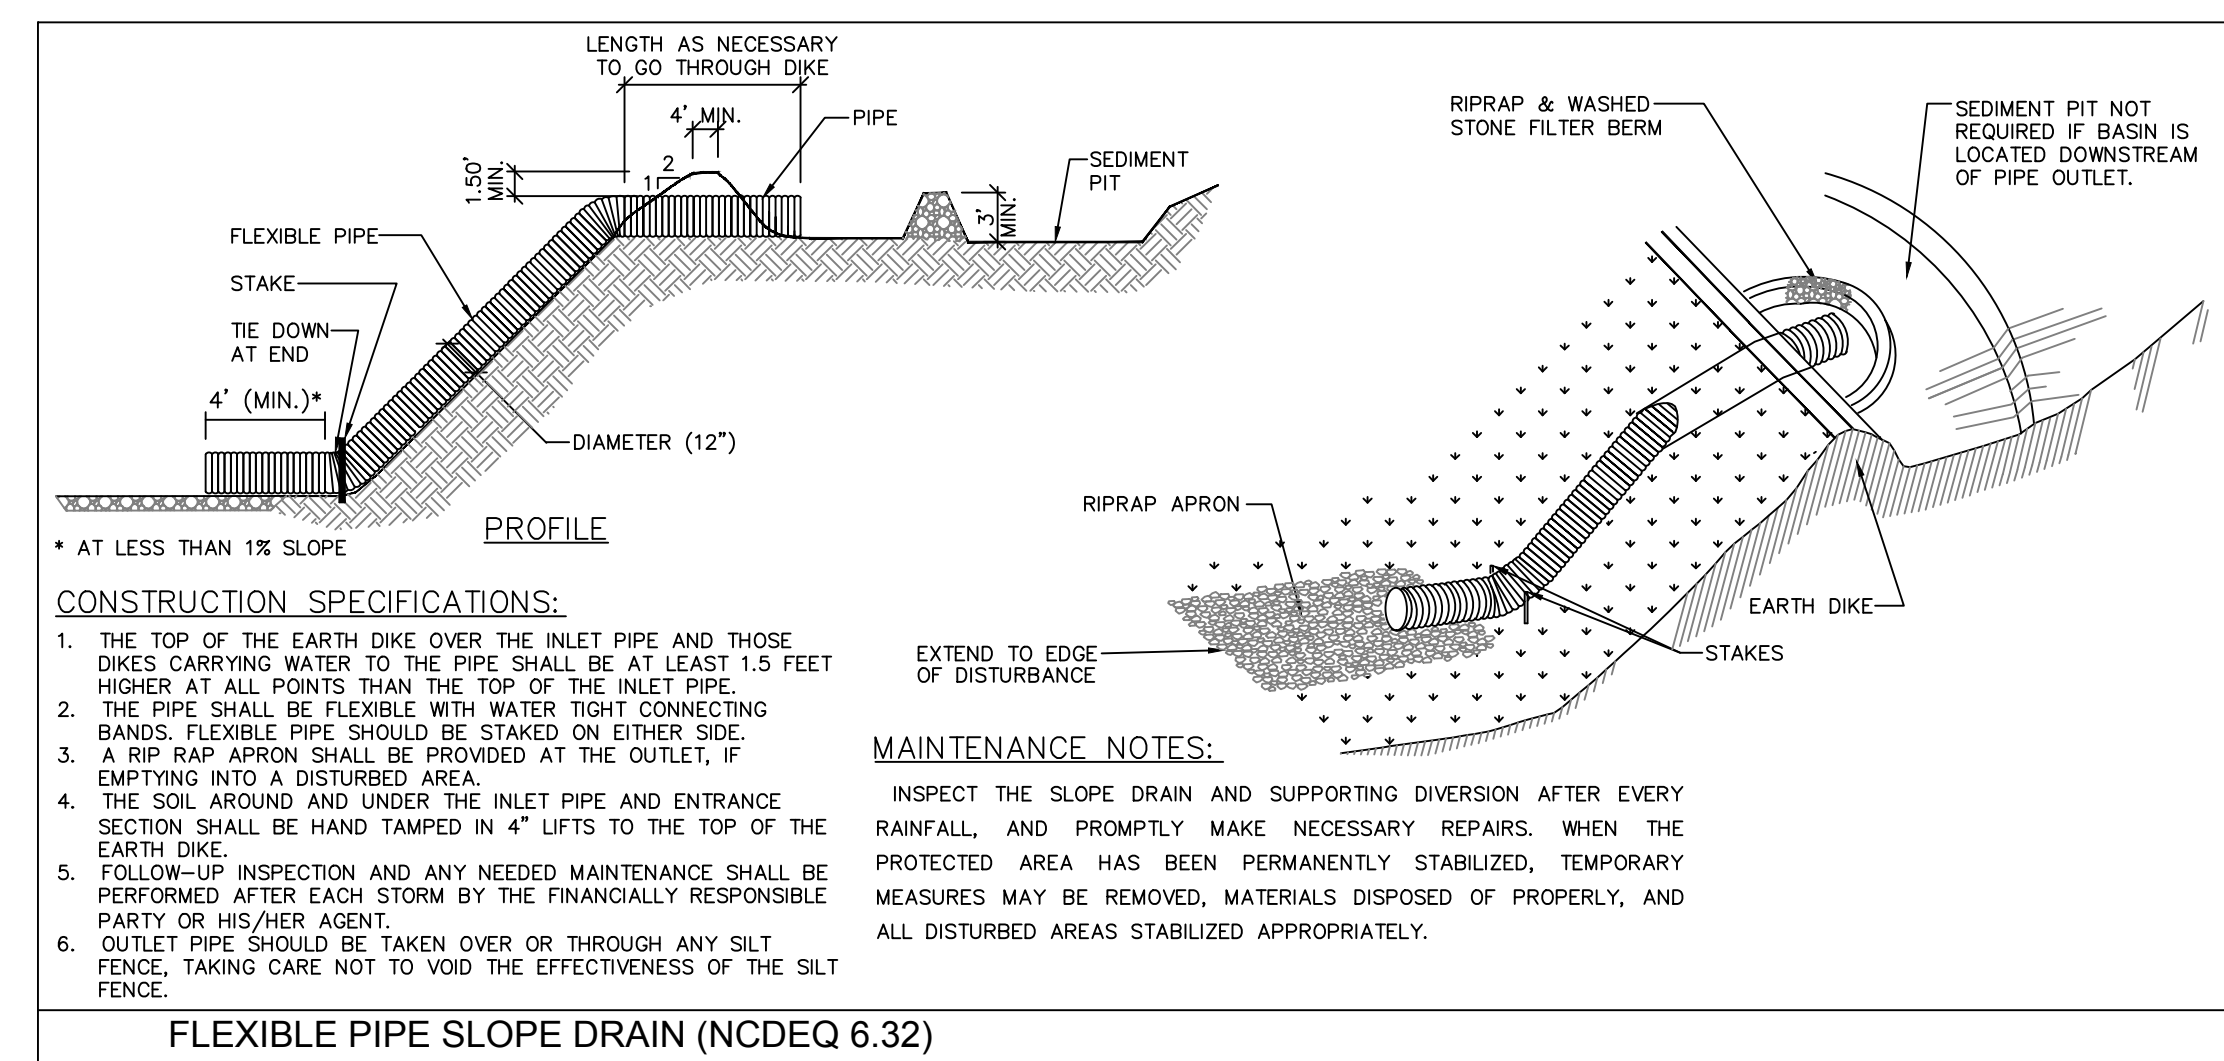 LENGTH AS NECESSARY
TO GO THROUGH DIKE
4' MIN.
PIPE
1.50'
MIN.
2
1
SEDIMENT
PIT
3'
MIN.
FLEXIBLE PIPE
STAKE
TIE DOWN
AT END
4' (MIN.)*
DIAMETER (12")
PROFILE
* AT LESS THAN 1% SLOPE
RIPRAP & WASHED
STONE FILTER BERM
SEDIMENT PIT NOT
REQUIRED IF BASIN IS
LOCATED DOWNSTREAM
OF PIPE OUTLET.
RIPRAP APRON
EARTH DIKE
EXTEND TO EDGE
OF DISTURBANCE
STAKES
CONSTRUCTION SPECIFICATIONS:
1. THE TOP OF THE EARTH DIKE OVER THE INLET PIPE AND THOSE
DIKES CARRYING WATER TO THE PIPE SHALL BE AT LEAST 1.5 FEET
HIGHER AT ALL POINTS THAN THE TOP OF THE INLET PIPE.
2. THE PIPE SHALL BE FLEXIBLE WITH WATER TIGHT CONNECTING
BANDS. FLEXIBLE PIPE SHOULD BE STAKED ON EITHER SIDE.
3. A RIP RAP APRON SHALL BE PROVIDED AT THE OUTLET, IF
EMPTYING INTO A DISTURBED AREA.
4. THE SOIL AROUND AND UNDER THE INLET PIPE AND ENTRANCE
SECTION SHALL BE HAND TAMPED IN 4" LIFTS TO THE TOP OF THE
EARTH DIKE.
5. FOLLOW-UP INSPECTION AND ANY NEEDED MAINTENANCE SHALL BE
PERFORMED AFTER EACH STORM BY THE FINANCIALLY RESPONSIBLE
PARTY OR HIS/HER AGENT.
6. OUTLET PIPE SHOULD BE TAKEN OVER OR THROUGH ANY SILT
FENCE, TAKING CARE NOT TO VOID THE EFFECTIVENESS OF THE SILT
FENCE.
MAINTENANCE NOTES:
INSPECT THE SLOPE DRAIN AND SUPPORTING DIVERSION AFTER EVERY
RAINFALL, AND PROMPTLY MAKE NECESSARY REPAIRS. WHEN THE
PROTECTED AREA HAS BEEN PERMANENTLY STABILIZED, TEMPORARY
MEASURES MAY BE REMOVED, MATERIALS DISPOSED OF PROPERLY, AND
ALL DISTURBED AREAS STABILIZED APPROPRIATELY.
FLEXIBLE PIPE SLOPE DRAIN (NCDEQ 6.32)